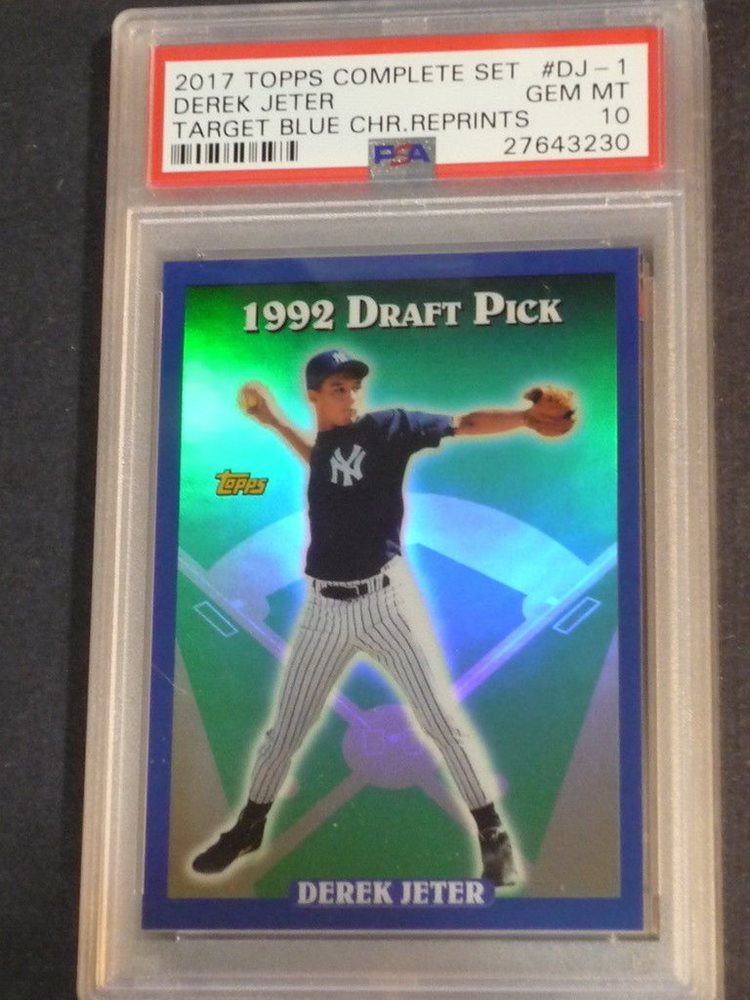 2017 TOPPS COMPLETE SET #DJ-1
DEREK JETER GEM MT
TARGET BLUE CHR.REPRINTS 10
PSA 27643230
1992 DRAFT PICK
NY
NY
TOPPS
DEREK JETER